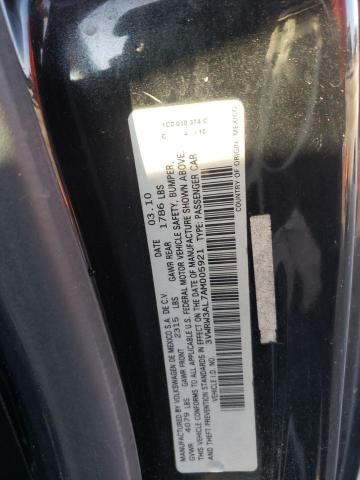 1C0 010 374 C
C
MANUFACTURED BY VOLKSWAGEN DE MEXICO S.A. DE C.V. DATE 03.10
GVWR 4079 LBS GAWR FRONT 2315 LBS GAWR REAR 1786 LBS
THIS VEHICLE CONFORMS TO ALL APPLICABLE U.S. FEDERAL MOTOR VEHICLE SAFETY, BUMPER,
AND THEFT PREVENTION STANDARDS IN EFFECT ON THE DATE OF MANUFACTURE SHOWN ABOVE.
VEHICLE I.D. NO. 3VWRW3AL7AM005921 TYPE: PASSENGER CAR
COUNTRY OF ORIGIN: MEXICO